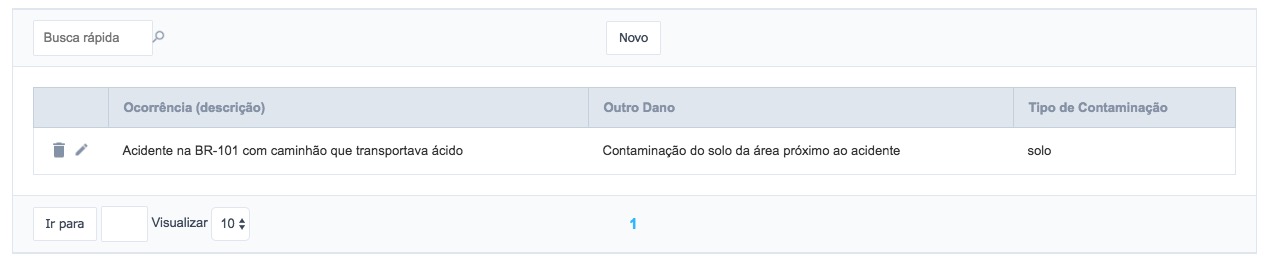 Busca rápida Novo
Ocorrência (descrição) Outro Dano Tipo de Contaminação
Acidente na BR-101 com caminhão que transportava ácido Contaminação do solo da área próximo ao acidente solo
Ir para Visualizar 10 1